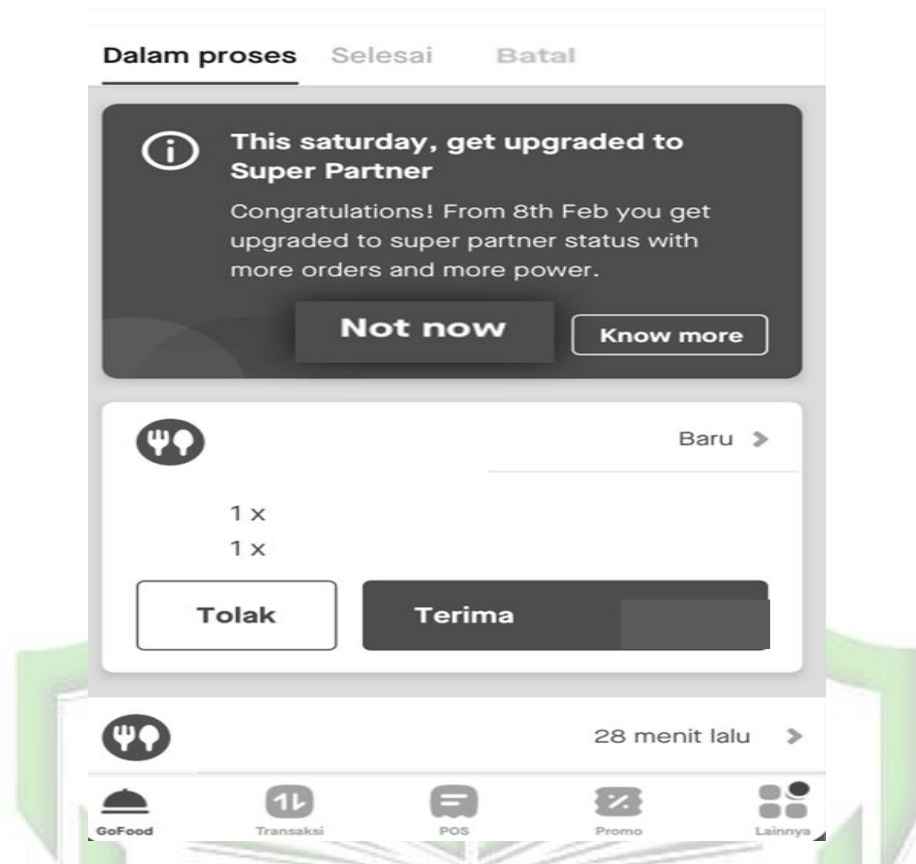 Dalam proses Selesai Batal
This saturday, get upgraded to
Super Partner
Congratulations! From 8th Feb you get
upgraded to super partner status with
more orders and more power.
Not now Know more
Baru
1 x
1 x
Tolak Terima
28 menit lalu
GoFood Transaksi POS Promo Lainnya